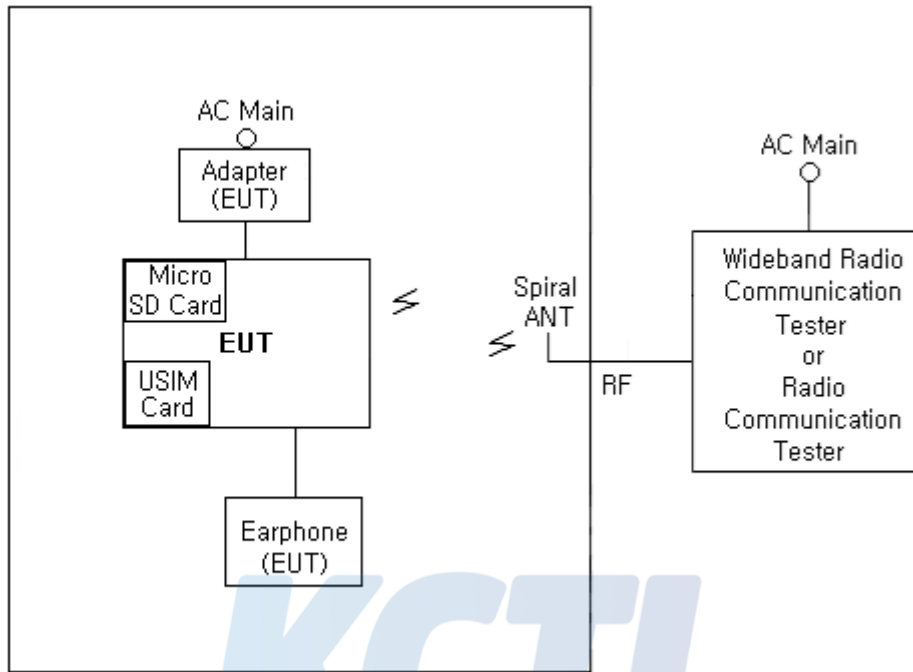 AC Main
Adapter
(EUT)
Micro
SD Card
EUT
USIM
Card
Earphone
(EUT)
Spiral
ANT
RF
AC Main
Wideband Radio
Communication
Tester
or
Radio
Communication
Tester
KCTL